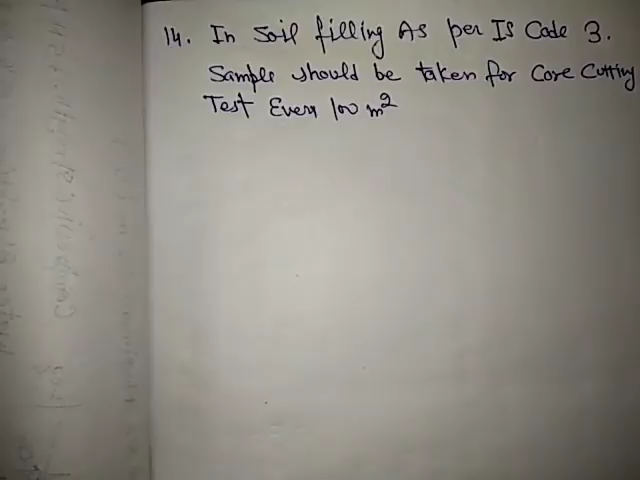 14. In Soil filling As per IS Code 3.
Sample should be taken for Core Cutting
Test Every 100 m²